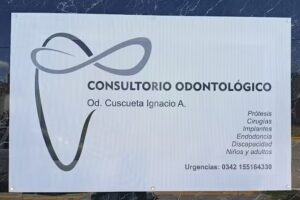 CONSULTORIO ODONTOLÓGICO
Od. Cuscueta Ignacio A.
Prótesis
Cirugías
Implantes
Endodoncia
Discapacidad
Niños y adultos
Urgencias: 0342 155164330